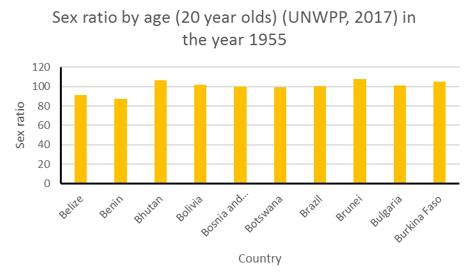 Sex ratio by age (20 year olds) (UNWPP, 2017) in
the year 1955
Sex ratio
120
100
80
60
40
20
0
Belize
Benin
Bhutan
Bolivia
Bosnia and...
Botswana
Brazil
Brunei
Bulgaria
Burkina Faso
Country